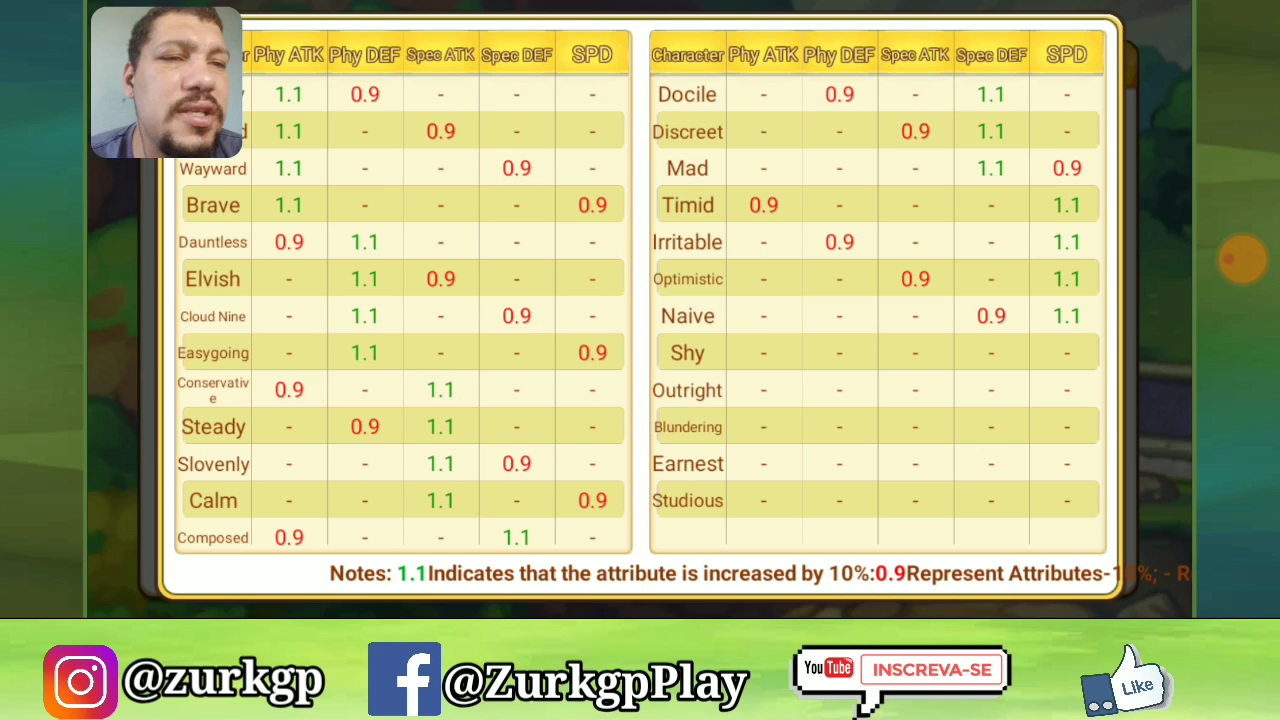 Phy ATK Phy DEF Spec ATK Spec DEF SPD
1.1 0.9 - - -
1.1 - 0.9 - -
Wayward 1.1 - - 0.9 -
Brave 1.1 - - - 0.9
Dauntless 0.9 1.1 - - -
Elvish - 1.1 0.9 - -
Cloud Nine - 1.1 - 0.9 -
Easygoing - 1.1 - - 0.9
Conservativ
e 0.9 - 1.1 - -
Steady - 0.9 1.1 - -
Slovenly - - 1.1 0.9 -
Calm - - 1.1 - 0.9
Composed 0.9 - - 1.1 -
Character Phy ATK Phy DEF Spec ATK Spec DEF SPD
Docile - 0.9 - 1.1 -
Discreet - - 0.9 1.1 -
Mad - - - 1.1 0.9
Timid 0.9 - - - 1.1
Irritable - 0.9 - - 1.1
Optimistic - - 0.9 - 1.1
Naive - - - 0.9 1.1
Shy - - - - -
Outright - - - - -
Blundering - - - - -
Earnest - - - - -
Studious - - - - -
Notes: 1.1Indicates that the attribute is increased by 10%:0.9Represent Attributes-10%; - R
@zurkgp
@ZurkgpPlay
YouTube INSCREVA-SE
Like